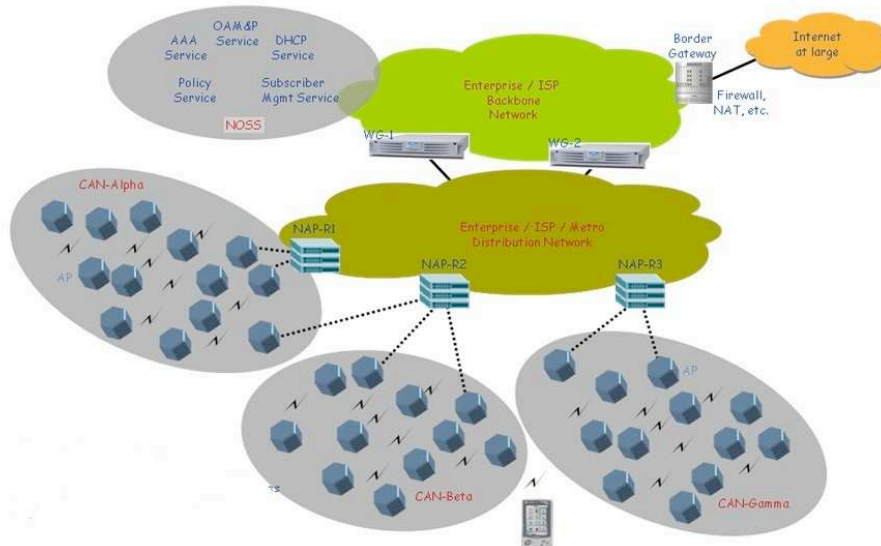 OAM&P
Service
AAA
Service
DHCP
Service
Policy
Service
Subscriber
Mgmt Service
NOSS
Enterprise / ISP
Backbone
Network
Border
Gateway
Internet
at large
Firewall,
NAT, etc.
WG-1
WG-2
CAN-Alpha
NAP-R1
Enterprise / ISP / Metro
Distribution Network
AP
NAP-R2
NAP-R3
AP
rs
CAN-Beta
CAN-Gamma